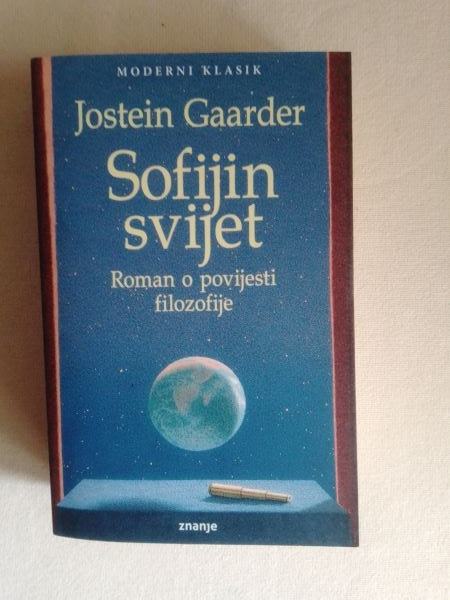 MODERNI KLASIK
Jostein Gaarder
Sofijin
svijet
Roman o povijesti
filozofije
znanje